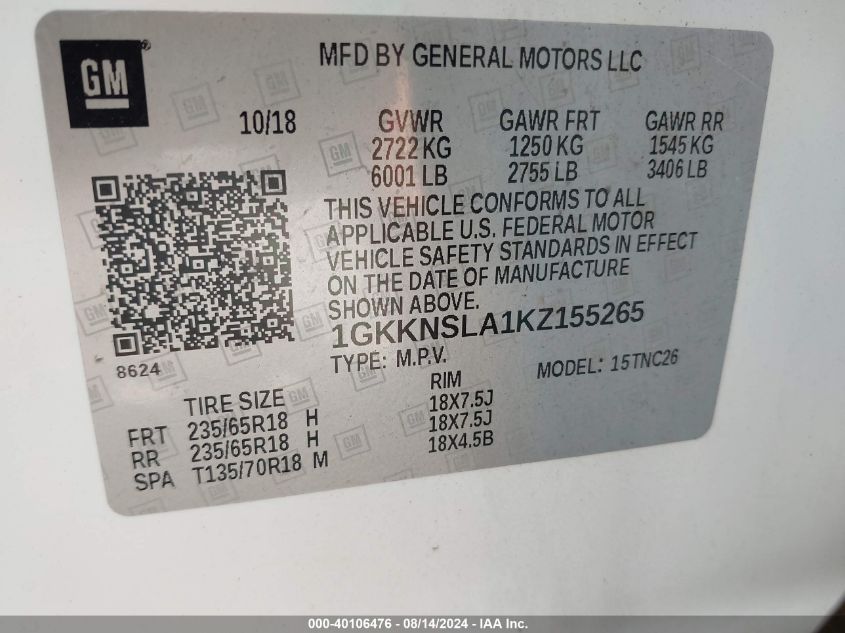 GM
MFD BY GENERAL MOTORS LLC
10/18
GVWR GAWR FRT GAWR RR
2722 KG 1250 KG 1545 KG
6001 LB 2755 LB 3406 LB
THIS VEHICLE CONFORMS TO ALL
APPLICABLE U.S. FEDERAL MOTOR
VEHICLE SAFETY STANDARDS IN EFFECT
ON THE DATE OF MANUFACTURE
SHOWN ABOVE.
1GKKNSLA1KZ155265
8624
TYPE: M.P.V. MODEL: 15TNC26
TIRE SIZE RIM
FRT 235/65R18 H 18X7.5J
RR 235/65R18 H 18X7.5J
SPA T135/70R18 M 18X4.5B
000-40106476 - 08/14/2024 - 000-IAA